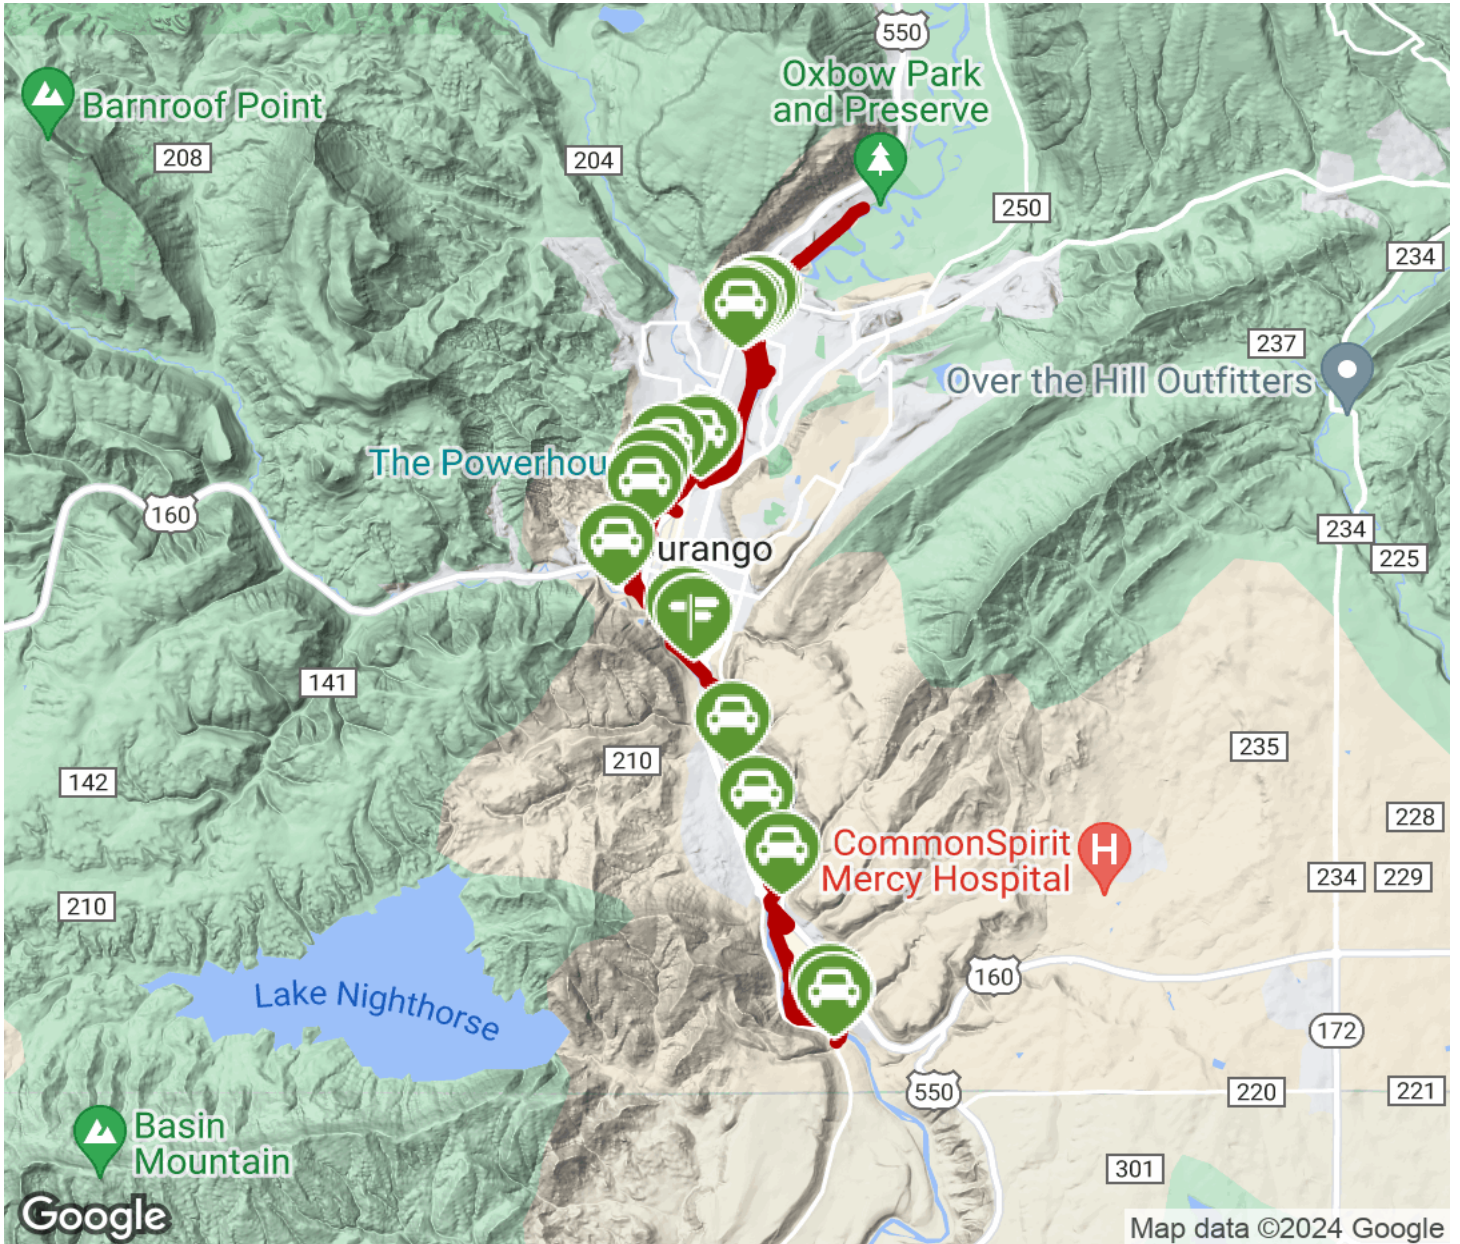 550
Oxbow Park
and Preserve
Barnroof Point
208
204
250
234
237
Over the Hill Outfitters
The Powerhou
160
234
225
urango
141
210
235
142
228
CommonSpirit
Mercy Hospital
H
234
229
210
160
Lake Nighthorse
172
550
220
221
Basin
Mountain
301
Google
Map data ©2024 Google